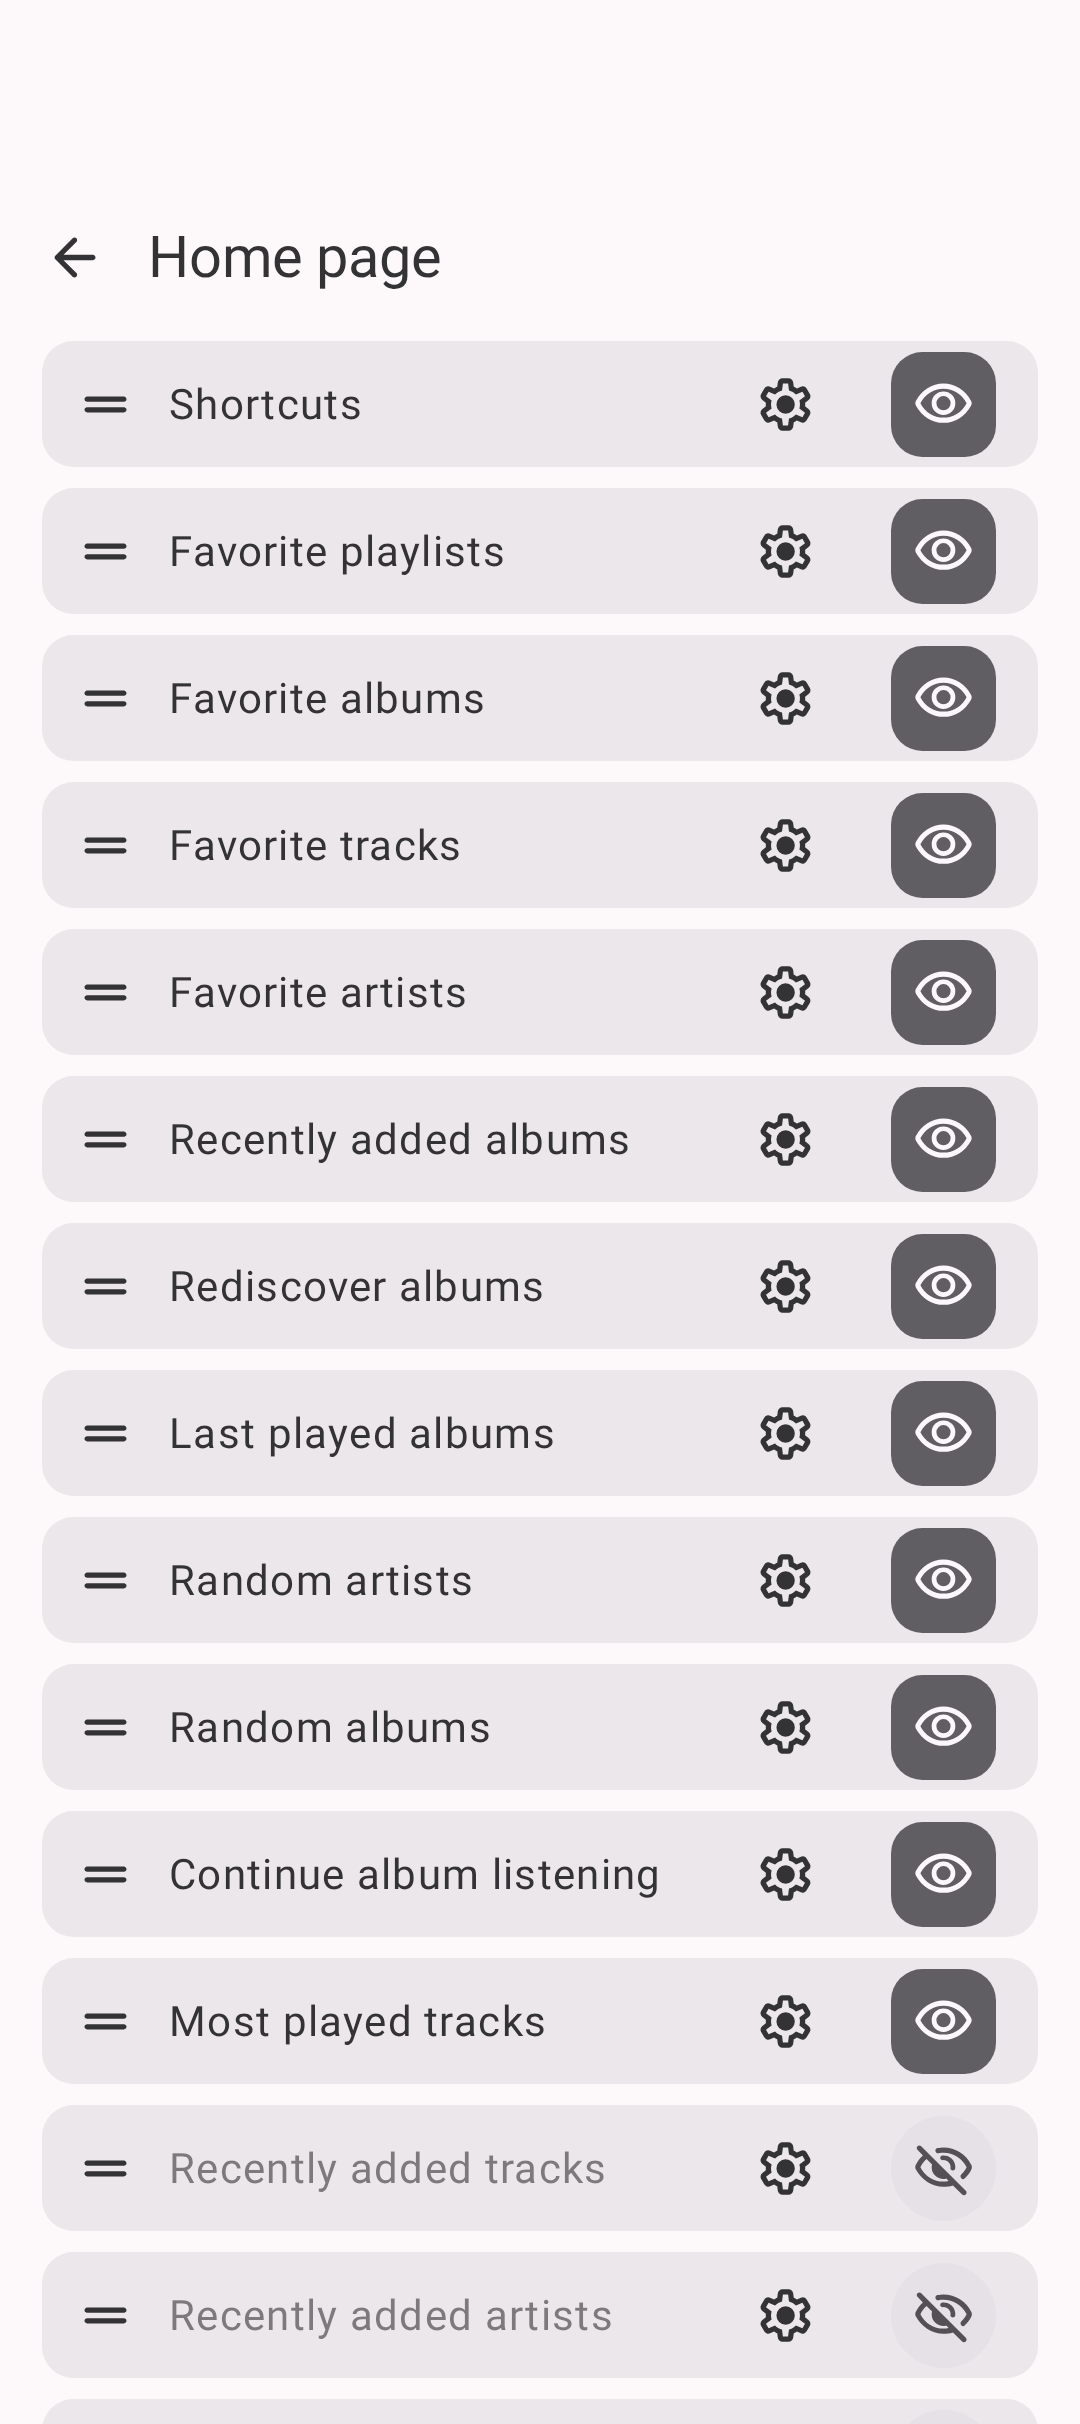 Home page
Shortcuts
Favorite playlists
Favorite albums
Favorite tracks
Favorite artists
Recently added albums
Rediscover albums
Last played albums
Random artists
Random albums
Continue album listening
Most played tracks
Recently added tracks
Recently added artists